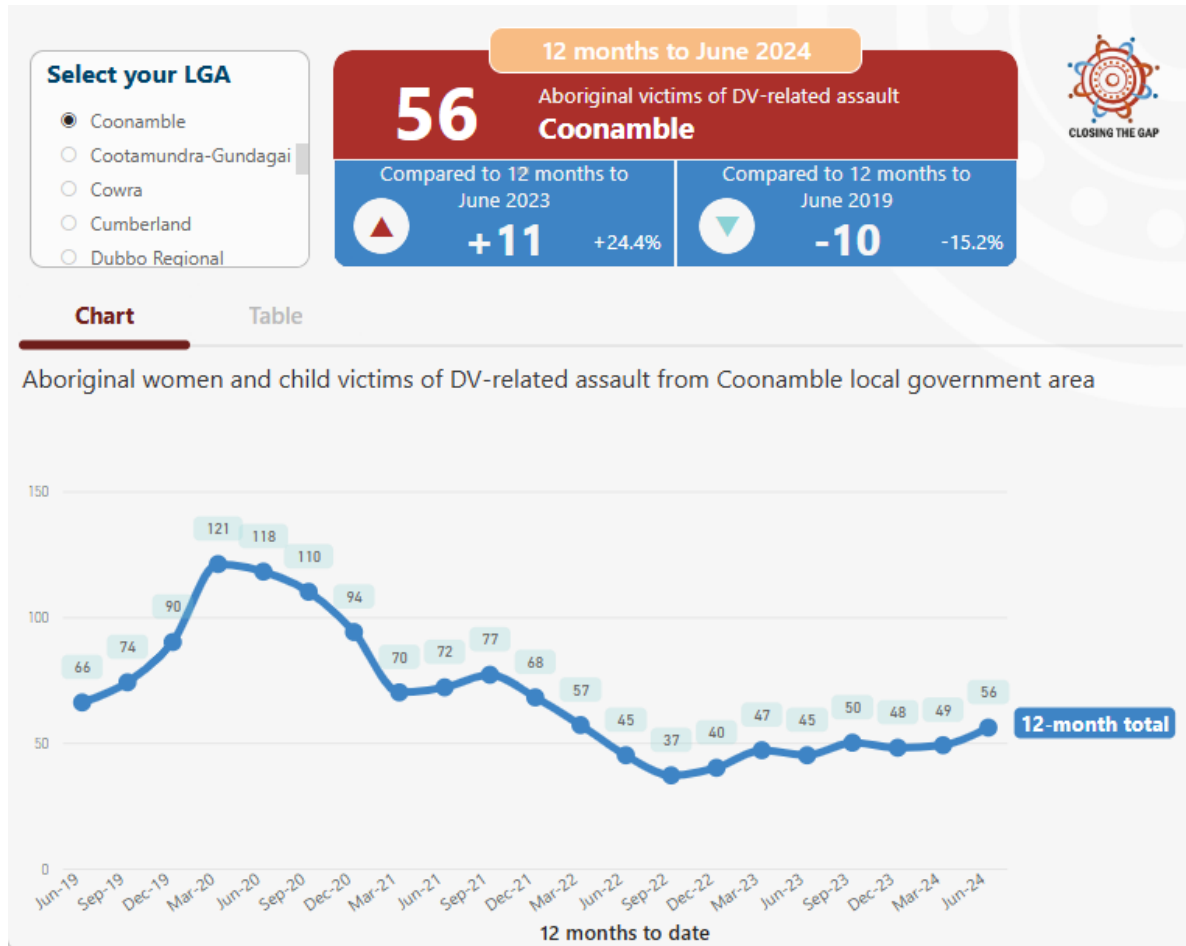 Select your LGA
Coonamble
Cootamundra-Gundagai
Cowra
Cumberland
Dubbo Regional
12 months to June 2024
56
Aboriginal victims of DV-related assault
Coonamble
Compared to 12 months to
June 2023
+11
+24.4%
Compared to 12 months to
June 2019
-10
-15.2%
CLOSING THE GAP
Chart
Table
Aboriginal women and child victims of DV-related assault from Coonamble local government area
150
100
50
0
66
74
90
121
118
110
94
70
72
77
68
57
45
37
40
47
45
50
48
49
56
12-month total
Jun-19
Sep-19
Dec-19
Mar-20
Jun-20
Sep-20
Dec-20
Mar-21
Jun-21
Sep-21
Dec-21
Mar-22
Jun-22
Sep-22
Dec-22
Mar-23
Jun-23
Sep-23
Dec-23
Mar-24
Jun-24
12 months to date